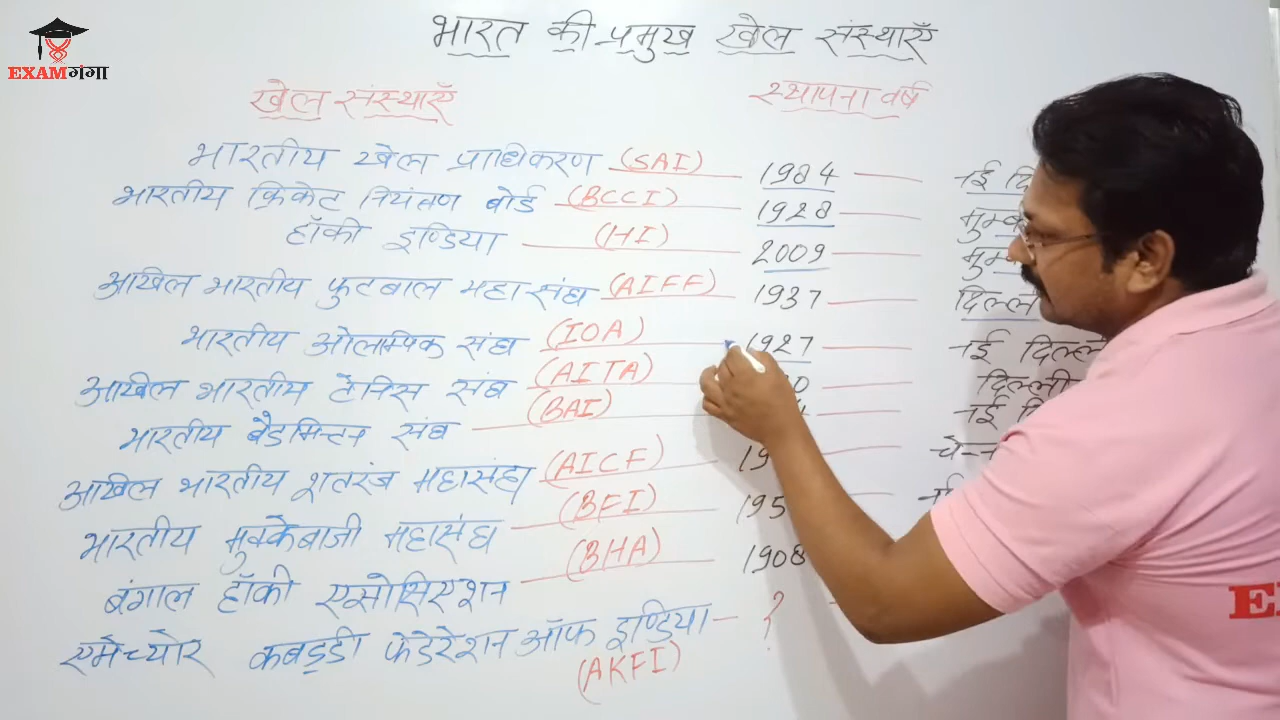 EXAMगंगा
भारत की प्रमुख खेल संस्थाएँ
खेल संस्थाएँ स्थापना वर्ष
भारतीय खेल प्राधिकरण (SAI) 1984 नई
भारतीय क्रिकेट नियंत्रण बोर्ड (BCCI) 1928
हॉकी इण्डिया (HI) 2009
अखिल भारतीय फुटबाल महासंघ (AIFF) 1937
भारतीय ओलम्पिक संघ (IOA) 1927 नई
अखिल भारतीय टेनिस संघ (AITA) दिल्ली
भारतीय बैडमिन्टन संघ (BAI) नई
अखिल भारतीय शतरंज महासंघ (AICF)
भारतीय मुक्केबाजी महासंघ (BFI)
बंगाल हॉकी एसोसिएशन (BHA) 1908
एमेच्योर कबड्डी फेडेरेशन ऑफ इण्डिया - ?
(AKFI)